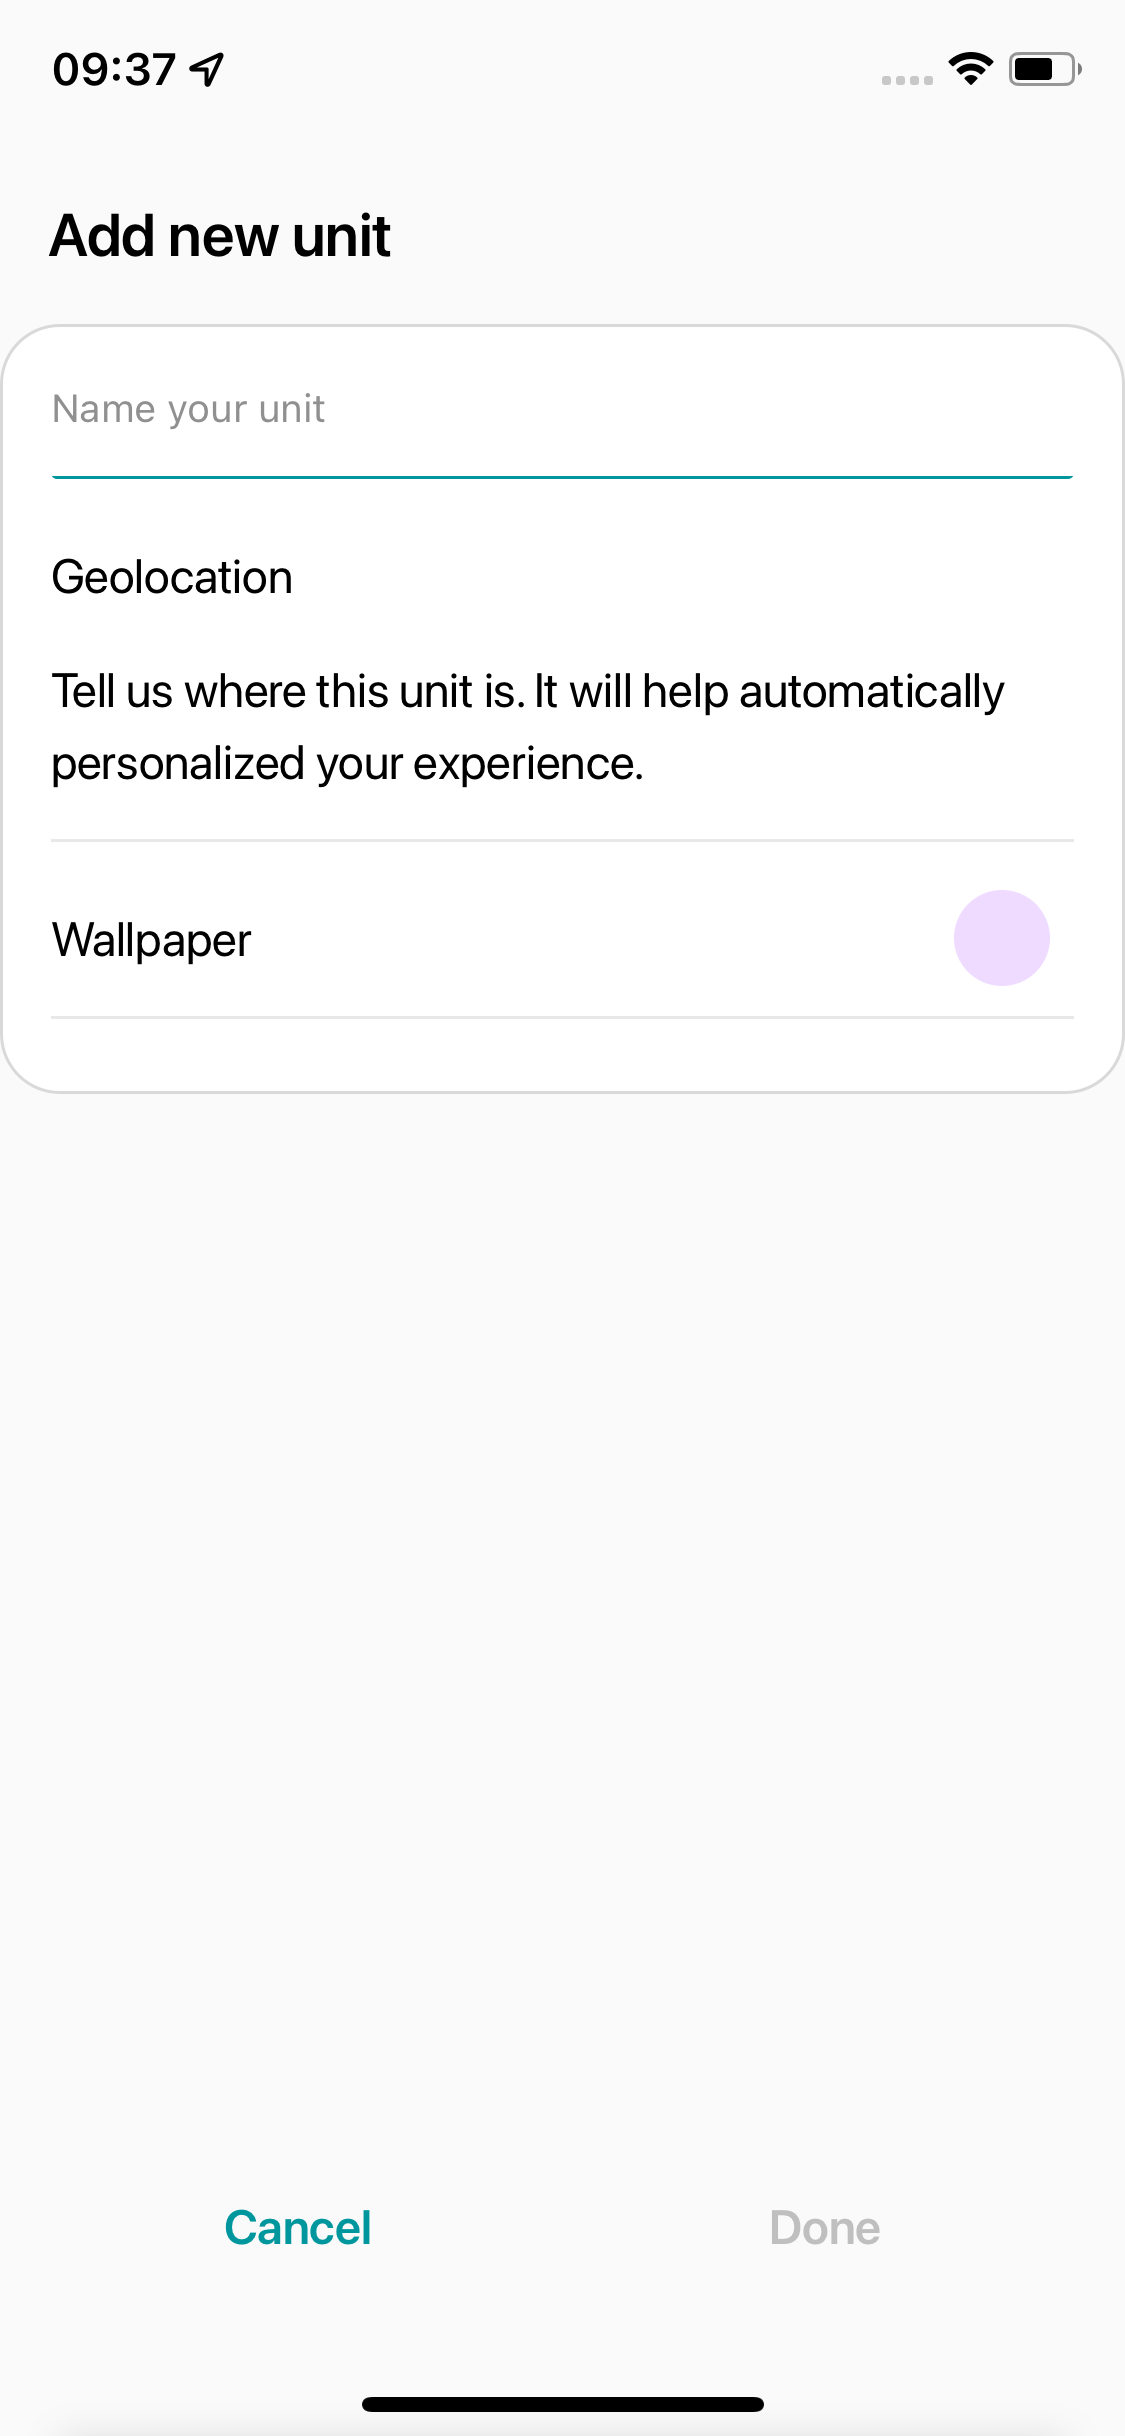 09:37
Add new unit
Name your unit
Geolocation
Tell us where this unit is. It will help automatically
personalized your experience.
Wallpaper
Cancel Done